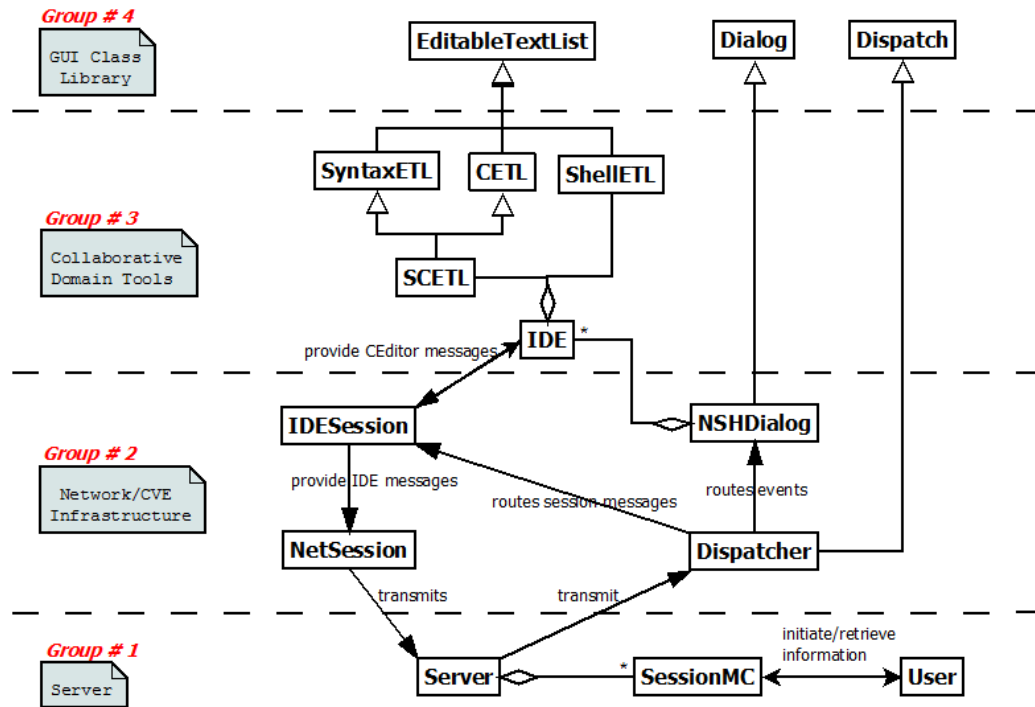 Group # 4
GUI Class
Library
EditableTextList
Dialog
Dispatch
SyntaxETL
CETL
ShellETL
Group # 3
Collaborative
Domain Tools
SCETL
IDE
*
provide CEditor messages
IDESession
NSHDialog
Group # 2
Network/CVE
Infrastructure
provide IDE messages
routes session messages
routes events
NetSession
Dispatcher
transmits
transmit
Group # 1
Server
initiate/retrieve
information
Server
*
SessionMC
User